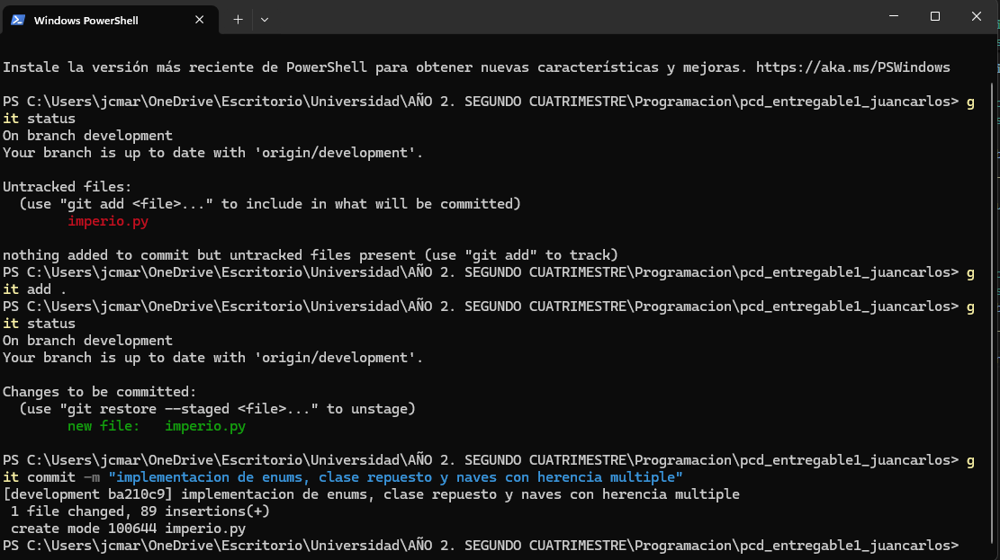 Windows PowerShell
Instale la versión más reciente de PowerShell para obtener nuevas características y mejoras. https://aka.ms/PSWindows
PS C:\Users\jcmar\OneDrive\Escritorio\Universidad\AÑO 2. SEGUNDO CUATRIMESTRE\Programacion\pcd_entregable1_juancarlos> g
it status
On branch development
Your branch is up to date with 'origin/development'.
Untracked files:
  (use "git add <file>..." to include in what will be committed)
        imperio.py
nothing added to commit but untracked files present (use "git add" to track)
PS C:\Users\jcmar\OneDrive\Escritorio\Universidad\AÑO 2. SEGUNDO CUATRIMESTRE\Programacion\pcd_entregable1_juancarlos> g
it add .
PS C:\Users\jcmar\OneDrive\Escritorio\Universidad\AÑO 2. SEGUNDO CUATRIMESTRE\Programacion\pcd_entregable1_juancarlos> g
it status
On branch development
Your branch is up to date with 'origin/development'.
Changes to be committed:
  (use "git restore --staged <file>..." to unstage)
        new file:   imperio.py
PS C:\Users\jcmar\OneDrive\Escritorio\Universidad\AÑO 2. SEGUNDO CUATRIMESTRE\Programacion\pcd_entregable1_juancarlos> g
it commit -m "implementacion de enums, clase repuesto y naves con herencia multiple"
[development ba210c9] implementacion de enums, clase repuesto y naves con herencia multiple
 1 file changed, 89 insertions(+)
 create mode 100644 imperio.py
PS C:\Users\jcmar\OneDrive\Escritorio\Universidad\AÑO 2. SEGUNDO CUATRIMESTRE\Programacion\pcd_entregable1_juancarlos>